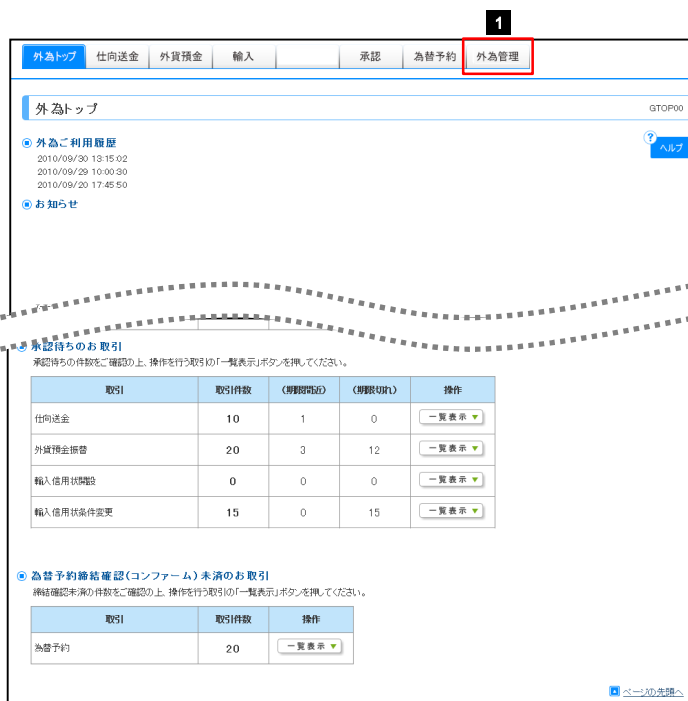 1
外為トップ 仕向送金 外貨預金 輸入 承認 為替予約 外為管理
外為トップ GTOP00
外為ご利用履歴
? ヘルプ
2010/09/30 13:15:02
2010/09/29 10:00:30
2010/09/20 17:45:50
お知らせ
承認待ちのお取引
承認待ちの件数をご確認の上、操作を行う取引の「一覧表示」ボタンを押してください。
取引 取引件数 (期限間近) (期限切れ) 操作
仕向送金 10 1 0 一覧表示 ▼
外貨預金振替 20 3 12 一覧表示 ▼
輸入信用状開設 0 0 0 一覧表示 ▼
輸入信用状条件変更 15 0 15 一覧表示 ▼
為替予約締結確認(コンファーム)未済のお取引
締結確認未済の件数をご確認の上、操作を行う取引の「一覧表示」ボタンを押してください。
取引 取引件数 操作
為替予約 20 一覧表示 ▼
ページの先頭へ